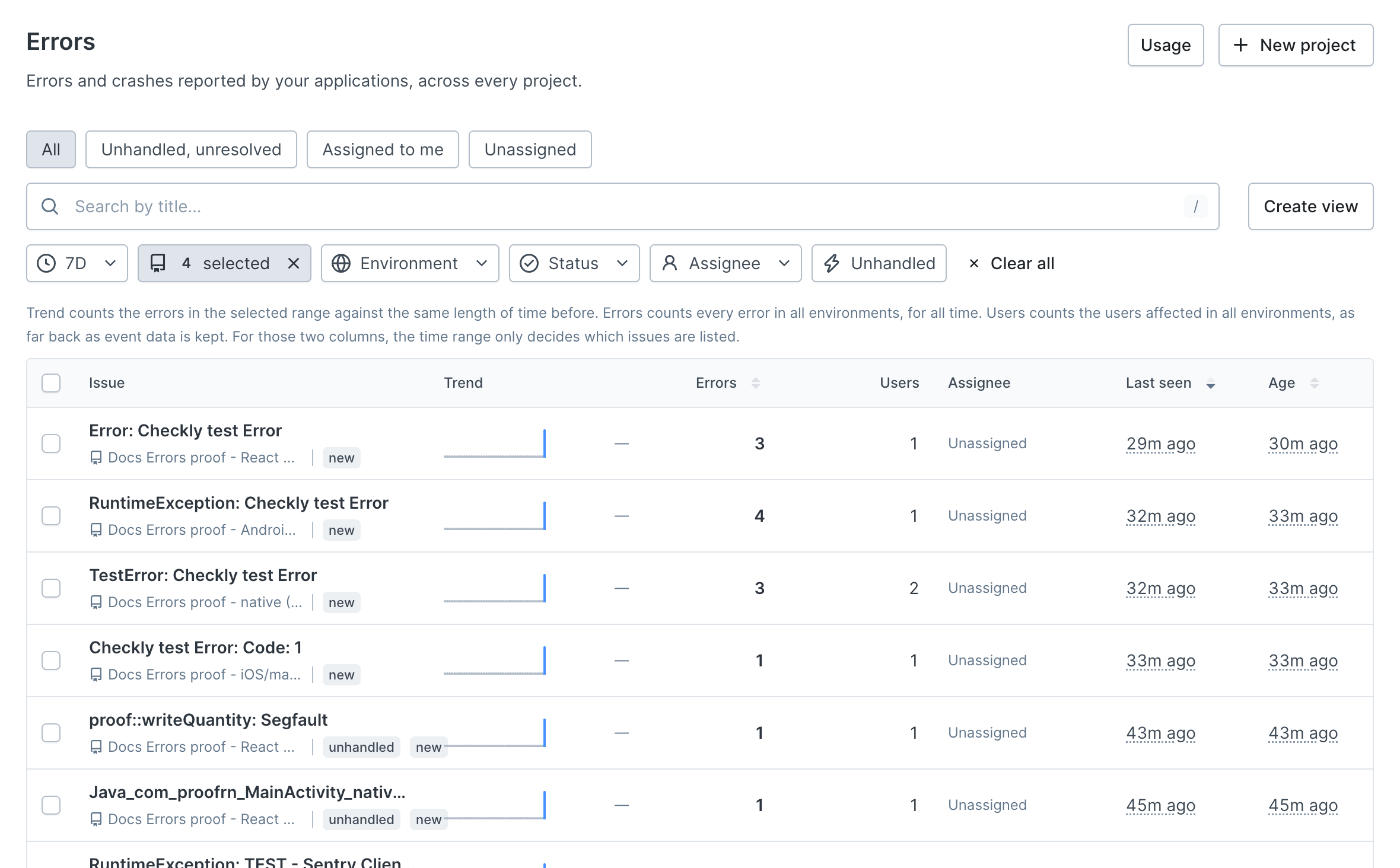 Errors
Usage
New project
Errors and crashes reported by your applications, across every project.
All
Unhandled, unresolved
Assigned to me
Unassigned
Search by title...
/
Create view
7D
4 selected
Environment
Status
Assignee
Unhandled
Clear all
Trend counts the errors in the selected range against the same length of time before. Errors counts every error in all environments, for all time. Users counts the users affected in all environments, as
far back as event data is kept. For those two columns, the time range only decides which issues are listed.
Issue Trend Errors Users Assignee Last seen Age
Error: Checkly test Error
Docs Errors proof - React ... new
— 3 1 Unassigned 29m ago 30m ago
RuntimeException: Checkly test Error
Docs Errors proof - Androi... new
— 4 1 Unassigned 32m ago 33m ago
TestError: Checkly test Error
Docs Errors proof - native (... new
— 3 2 Unassigned 32m ago 33m ago
Checkly test Error: Code: 1
Docs Errors proof - iOS/ma... new
— 1 1 Unassigned 33m ago 33m ago
proof::writeQuantity: Segfault
Docs Errors proof - React ... unhandled new
— 1 1 Unassigned 43m ago 43m ago
Java_com_proofrn_MainActivity_nativ...
Docs Errors proof - React ... unhandled new
— 1 1 Unassigned 45m ago 45m ago
RuntimeException: TEST - Sentry Clien...